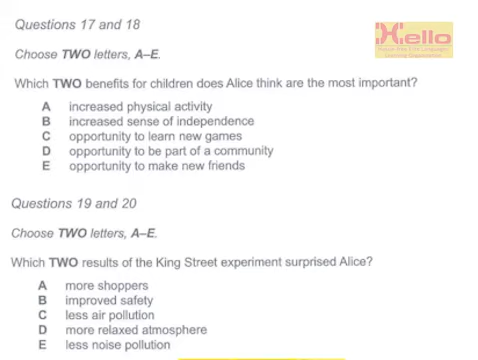 Questions 17 and 18
Hello
Choose TWO letters, A–E.
Which TWO benefits for children does Alice think are the most important?
A increased physical activity
B increased sense of independence
C opportunity to learn new games
D opportunity to be part of a community
E opportunity to make new friends
Questions 19 and 20
Choose TWO letters, A–E.
Which TWO results of the King Street experiment surprised Alice?
A more shoppers
B improved safety
C less air pollution
D more relaxed atmosphere
E less noise pollution